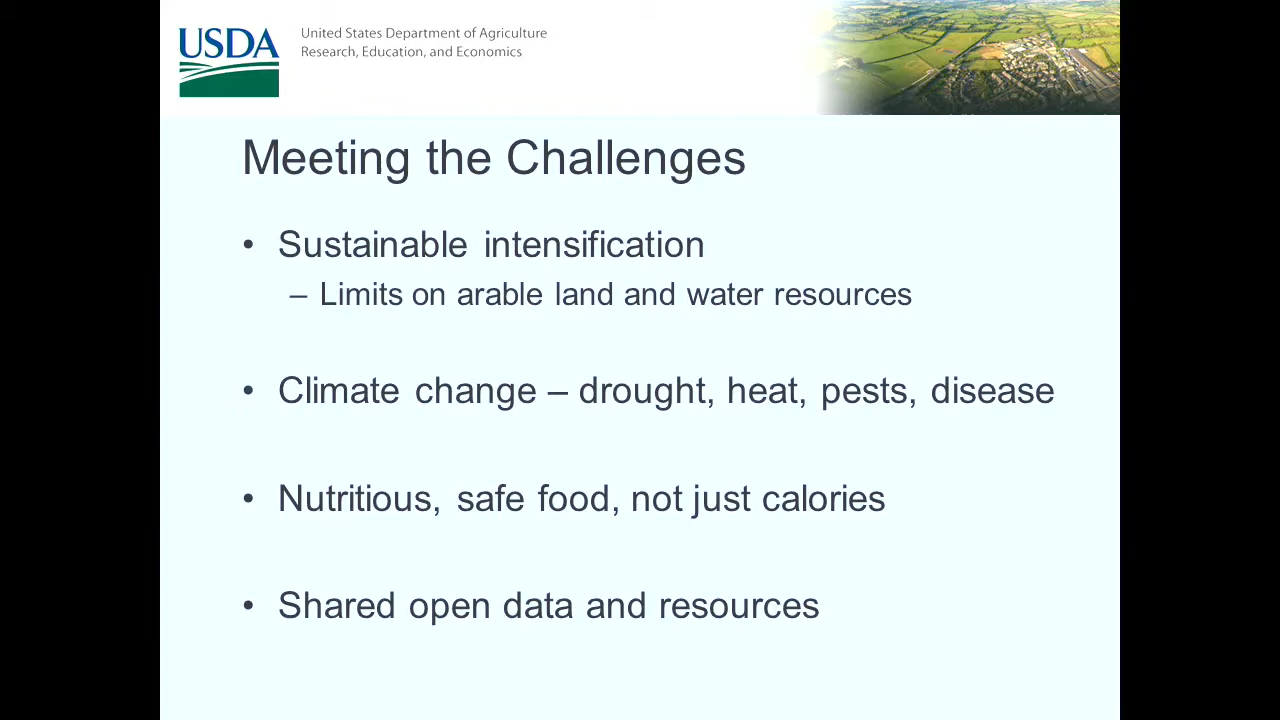 USDA
United States Department of Agriculture
Research, Education, and Economics
Meeting the Challenges
• Sustainable intensification
– Limits on arable land and water resources
• Climate change – drought, heat, pests, disease
• Nutritious, safe food, not just calories
• Shared open data and resources